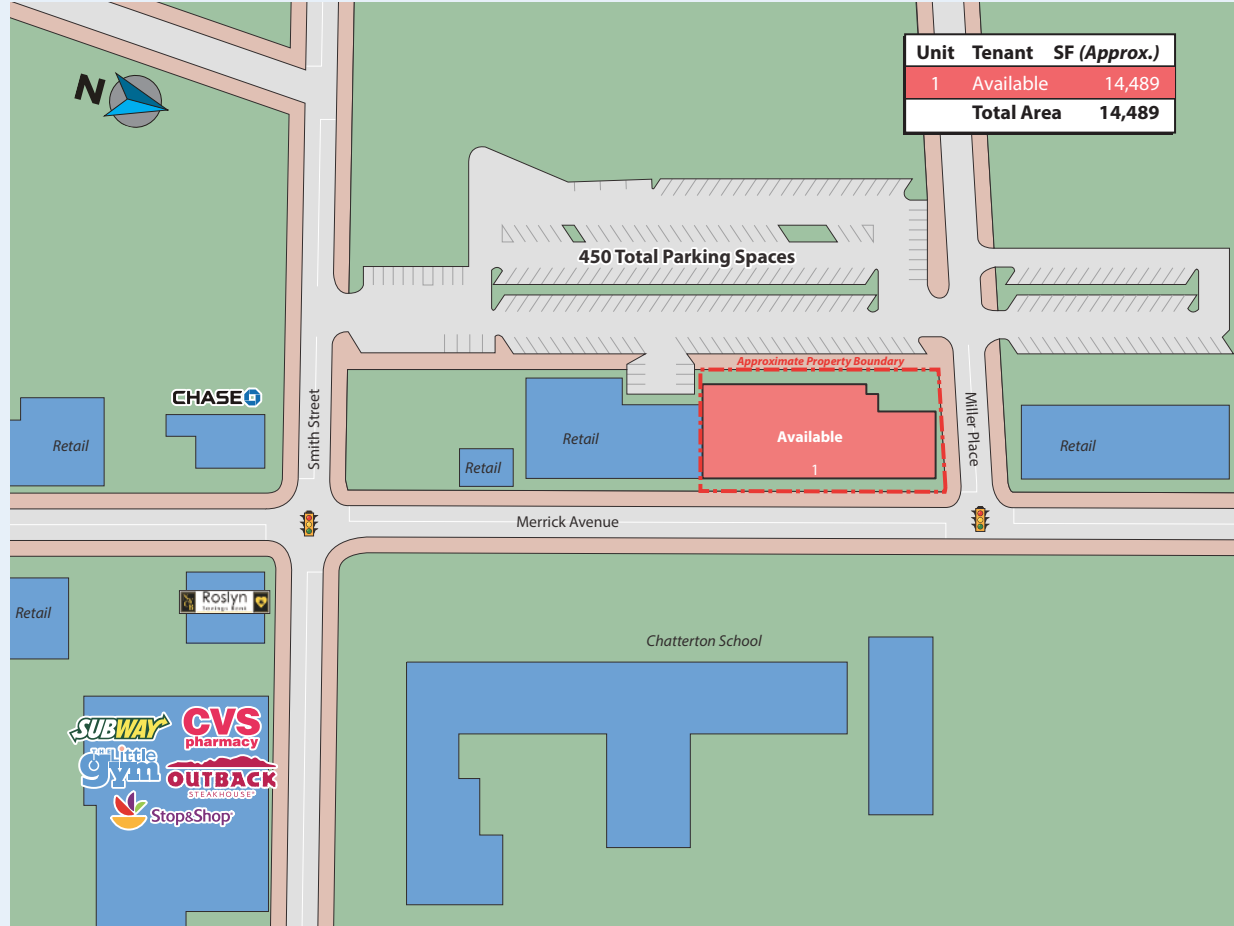 N
Unit Tenant SF (Approx.)
1 Available 14,489
Total Area 14,489
450 Total Parking Spaces
Approximate Property Boundary
CHASE
Smith Street
Miller Place
Retail
Retail
Retail
Available
1
Retail
Merrick Avenue
Retail
Roslyn
Savings Bank
Chatterton School
SUBWAY
CVS
pharmacy
THE Little
gym
OUTBACK
STEAKHOUSE
Stop&Shop